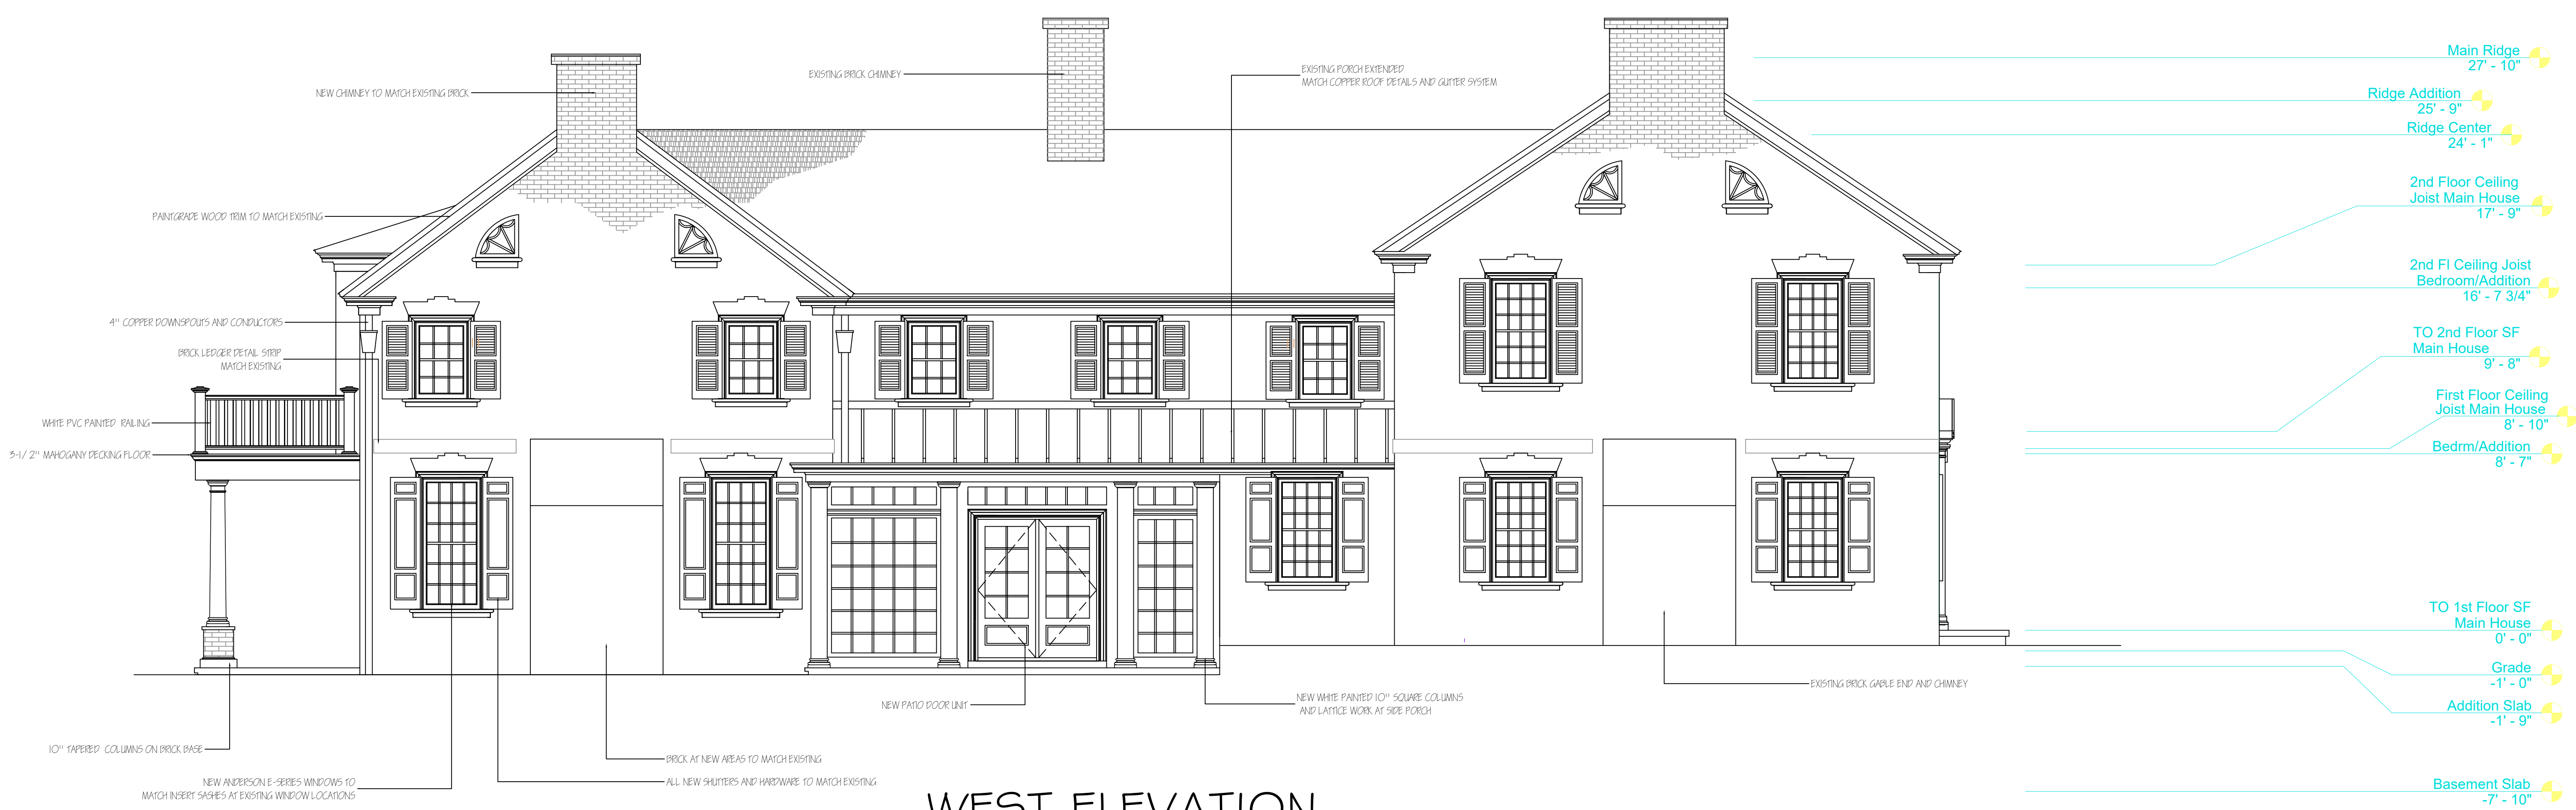 NEW CHIMNEY TO MATCH EXISTING BRICK
EXISTING BRICK CHIMNEY
EXISTING PORCH EXTENDED
MATCH COPPER ROOF DETAILS AND GUTTER SYSTEM
PAINTGRADE WOOD TRIM TO MATCH EXISTING
4" COPPER DOWNSPOUTS AND CONDUCTORS
BRICK LEDGER DETAIL STRIP
MATCH EXISTING
WHITE PVC PAINTED RAILING
3-1/2" MAHOGANY DECKING FLOOR
10" TAPERED COLUMNS ON BRICK BASE
NEW ANDERSON E-SERIES WINDOWS TO
MATCH INSERT SASHES AT EXISTING WINDOW LOCATIONS
BRICK AT NEW AREAS TO MATCH EXISTING
ALL NEW SHUTTERS AND HARDWARE TO MATCH EXISTING
NEW PATIO DOOR UNIT
NEW WHITE PAINTED 10" SQUARE COLUMNS
AND LATTICE WORK AT SIDE PORCH
EXISTING BRICK GABLE END AND CHIMNEY
WEST ELEVATION
Main Ridge
27' - 10"
Ridge Addition
25' - 9"
Ridge Center
24' - 1"
2nd Floor Ceiling
Joist Main House
17' - 9"
2nd Fl Ceiling Joist
Bedroom/Addition
16' - 7 3/4"
TO 2nd Floor SF
Main House
9' - 8"
First Floor Ceiling
Joist Main House
8' - 10"
Bedrm/Addition
8' - 7"
TO 1st Floor SF
Main House
0' - 0"
Grade
-1' - 0"
Addition Slab
-1' - 9"
Basement Slab
-7' - 10"